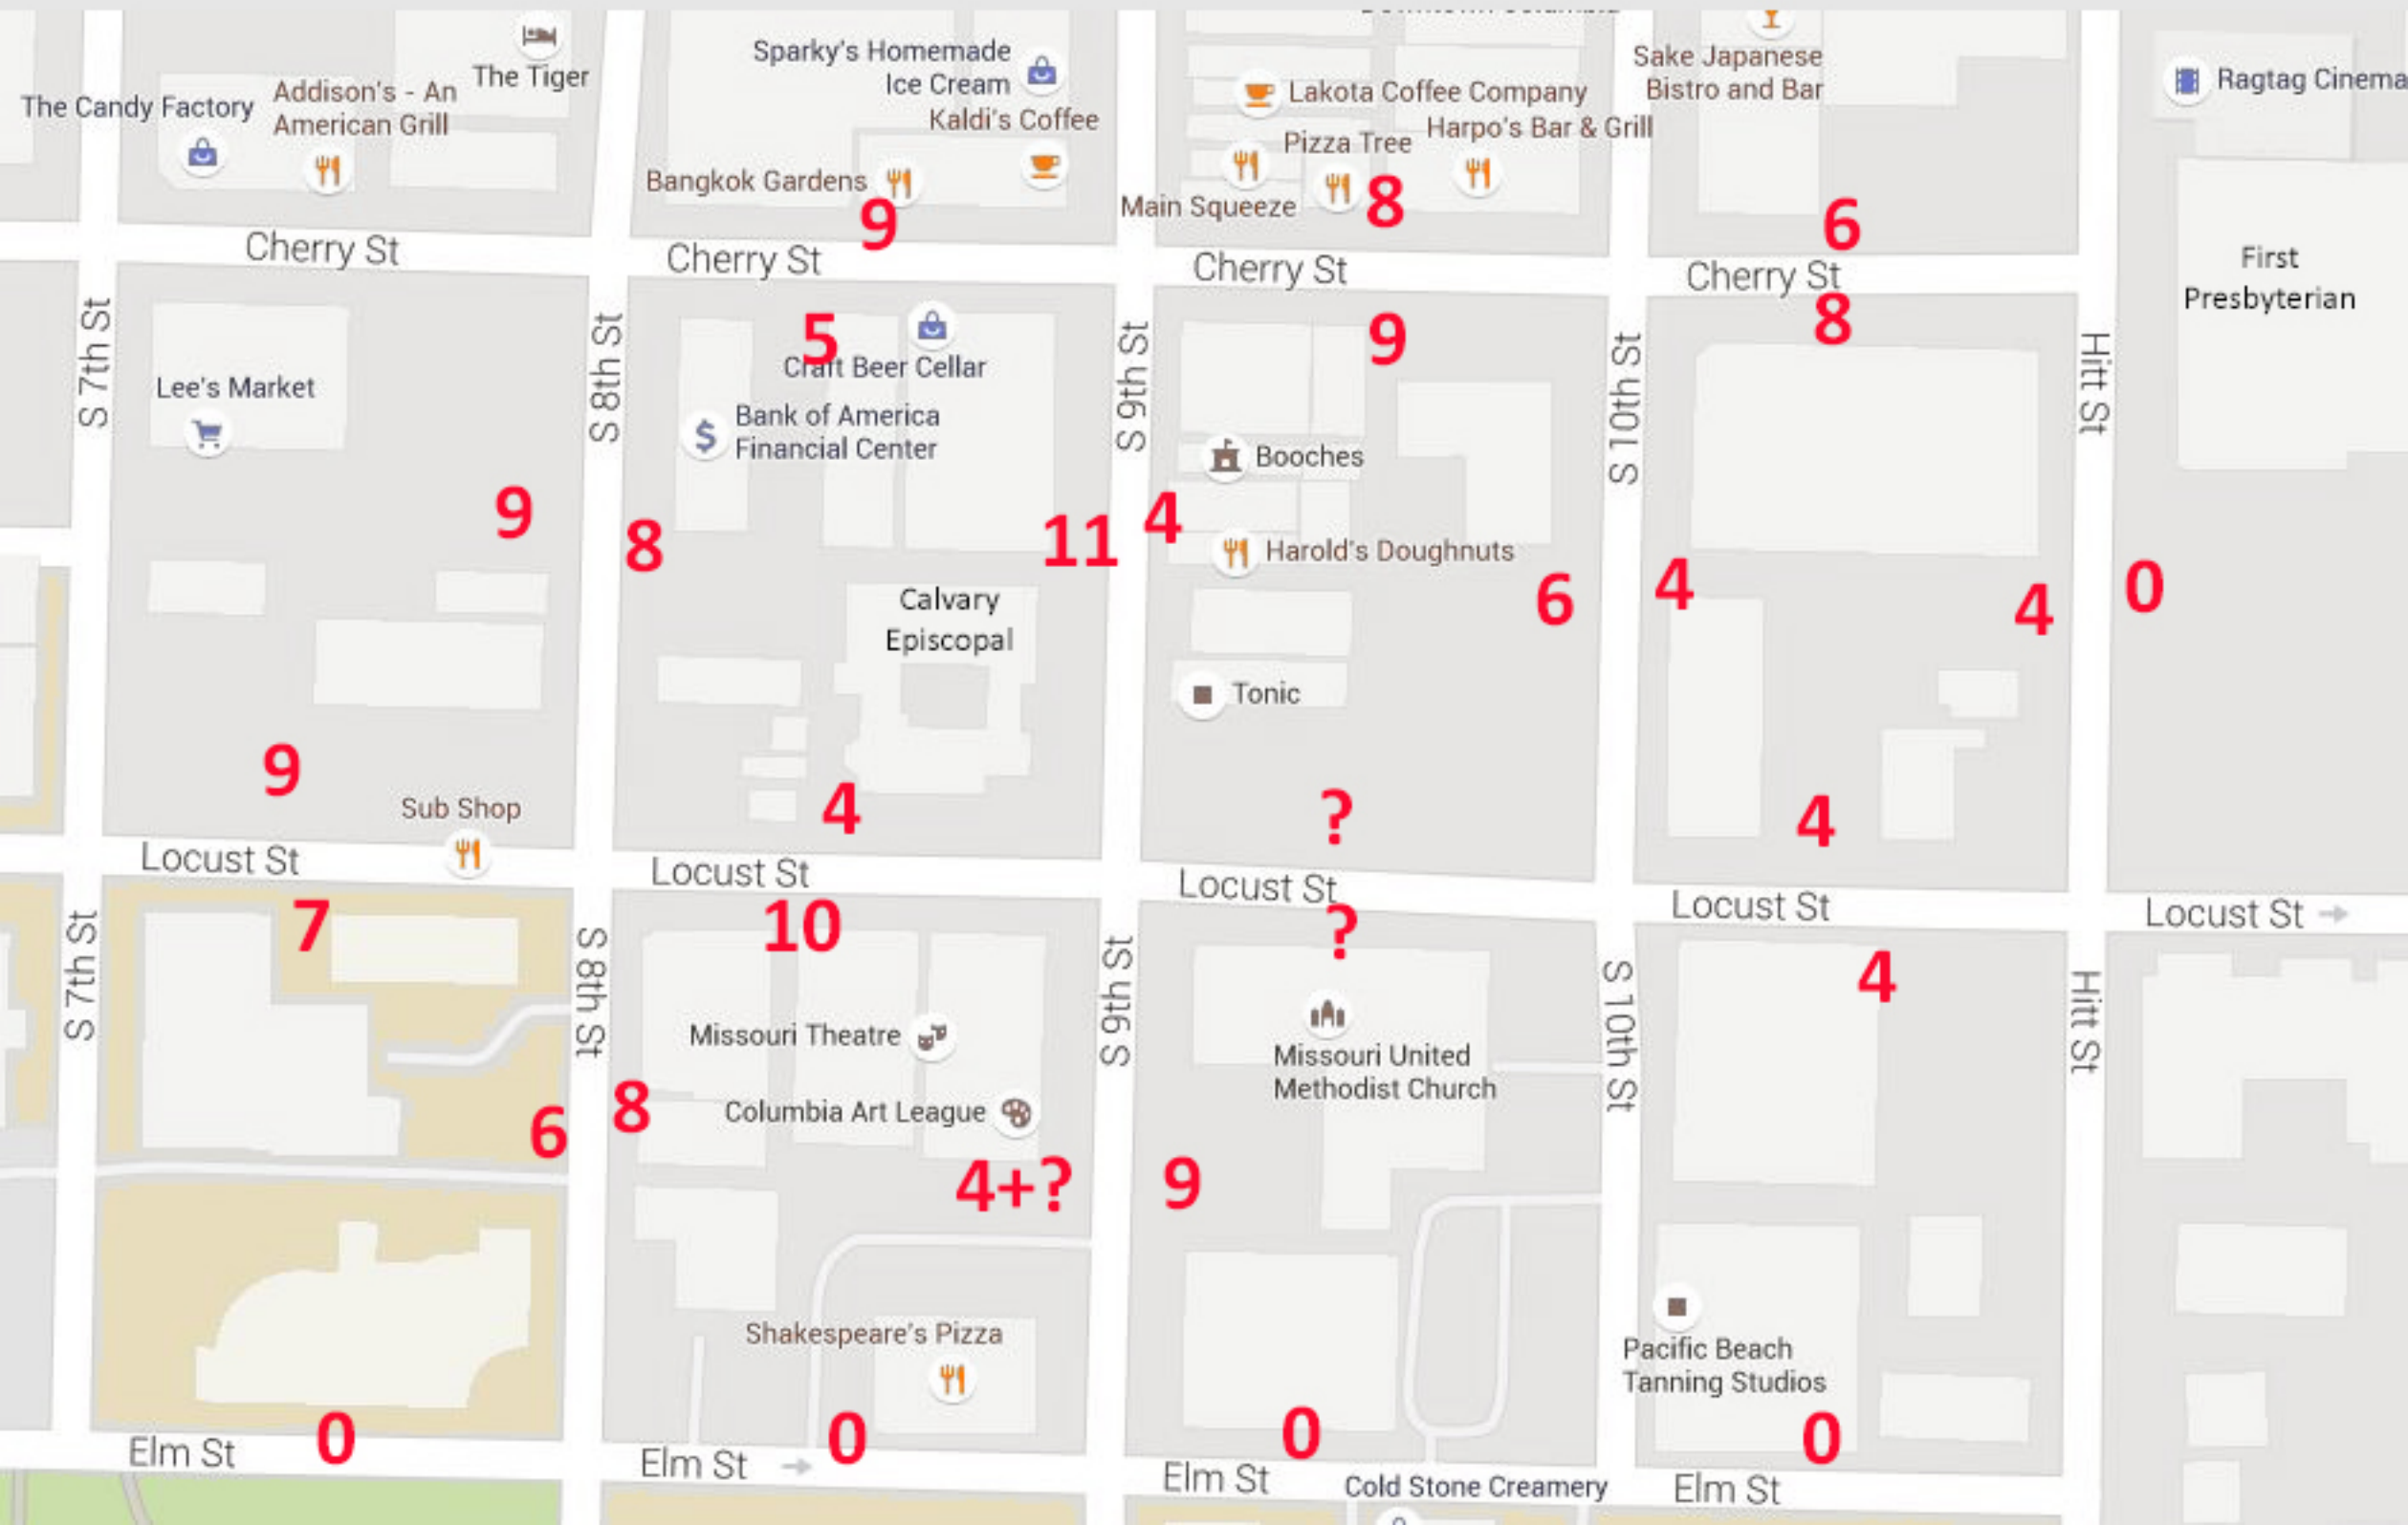 Sparky's Homemade
Ice Cream
Kaldi's Coffee
The Tiger
Addison's - An
American Grill
The Candy Factory
Bangkok Gardens
9
Lakota Coffee Company
Pizza Tree
Harpo's Bar & Grill
Main Squeeze
8
Sake Japanese
Bistro and Bar
6
Ragtag Cinema
First
Presbyterian
Cherry St
Cherry St
Cherry St
Cherry St
S 7th St
S 8th St
S 9th St
S 10th St
Hitt St
Lee's Market
9
9
Sub Shop
5
Craft Beer Cellar
$
Bank of America
Financial Center
8
11
Calvary
Episcopal
4
9
Booches
4
Harold's Doughnuts
6
Tonic
?
8
4
4
0
4
Locust St
Locust St
Locust St
Locust St
Locust St
S 7th St
S 8th St
S 9th St
S 10th St
Hitt St
7
6
0
10
Missouri Theatre
Columbia Art League
8
4+?
Shakespeare's Pizza
0
?
Missouri United
Methodist Church
9
0
4
Pacific Beach
Tanning Studios
0
Elm St
Elm St
Elm St
Elm St
Cold Stone Creamery